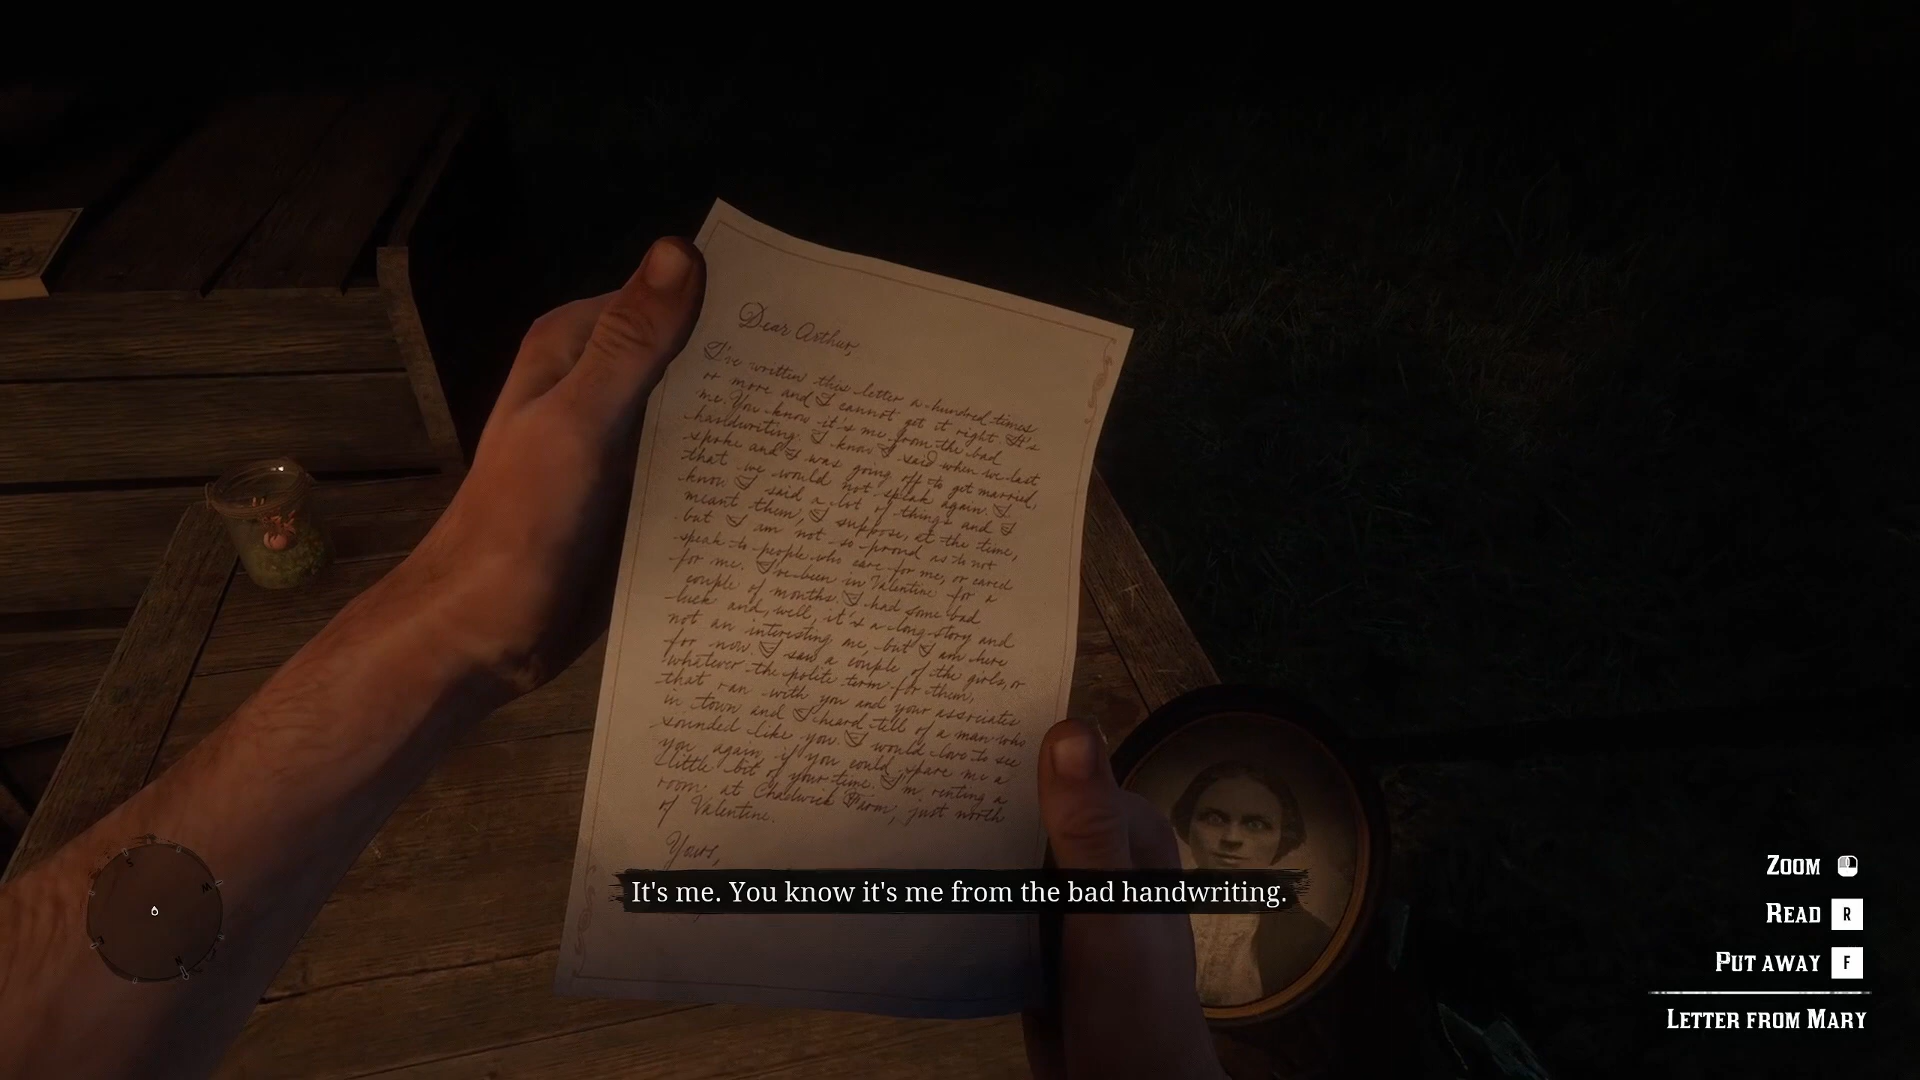 Dear Arthur,
I've written this letter a hundred times
or more and I cannot get it right. It's
me. You know it's me from the bad
handwriting. I know I said when we last
spoke and I was going off to get married,
that we would not speak again. I
know I said a lot of things and I
meant them, I suppose, at the time,
but I am not so proud as to not
speak to people who care for me, or cared
for me. I've been in Valentine for a
couple of months. I had some bad
luck and, well, it's a long story and
not an interesting me, but I am here
for now. I saw a couple of the girls, or
whatever the polite term for them,
that ran with you and your associates
in town and I heard tell of a man who
sounded like you. I would love to see
you again, if you could spare me a
little bit of your time. I'm renting a
room at Chadwick Farm, just north
of Valentine.
Yours,
It's me. You know it's me from the bad handwriting.
ZOOM
READ R
PUT AWAY F
LETTER FROM MARY
S
W
E
N